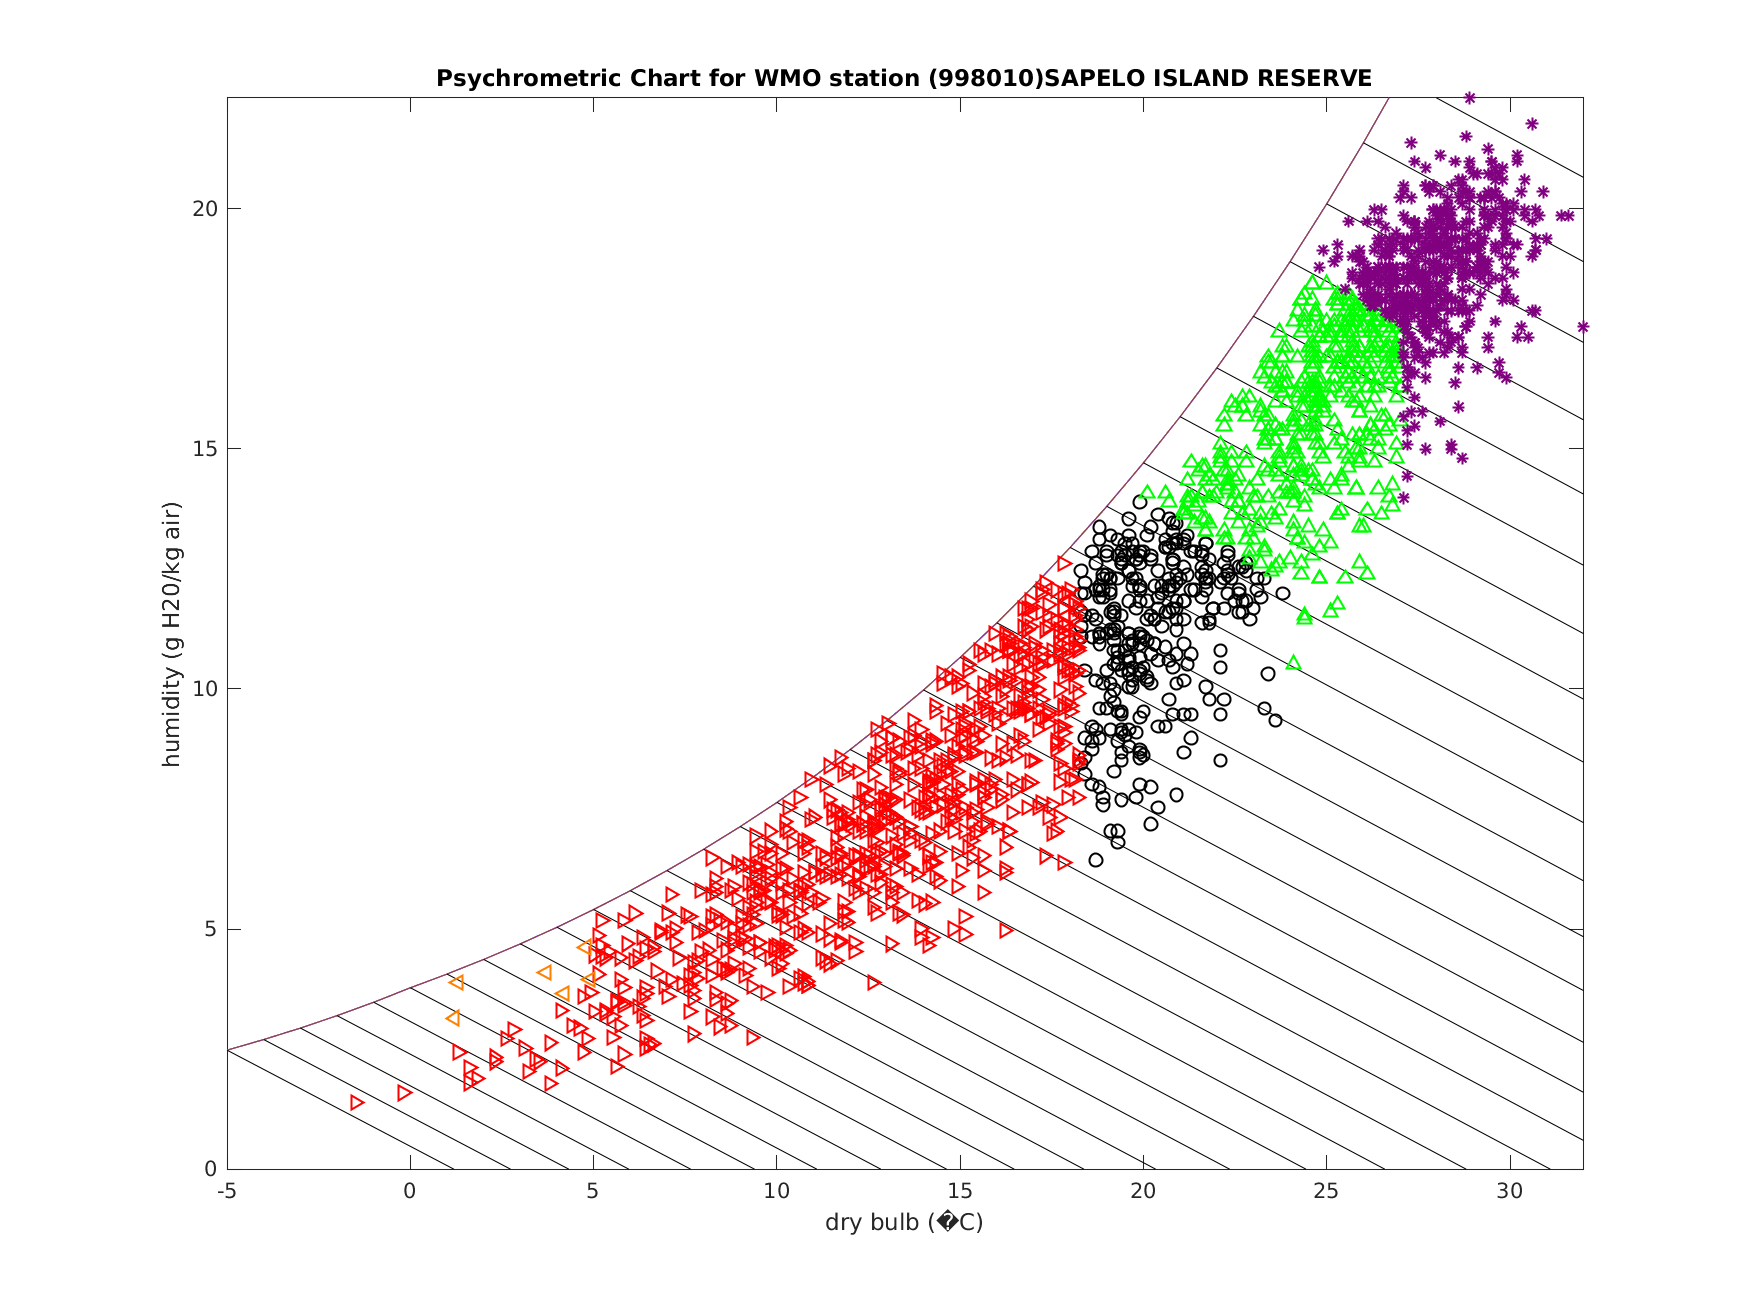 Psychrometric Chart for WMO station (998010)SAPELO ISLAND RESERVE
humidity (g H20/kg air)
20
15
10
5
0
-5 0 5 10 15 20 25 30
dry bulb (�C)